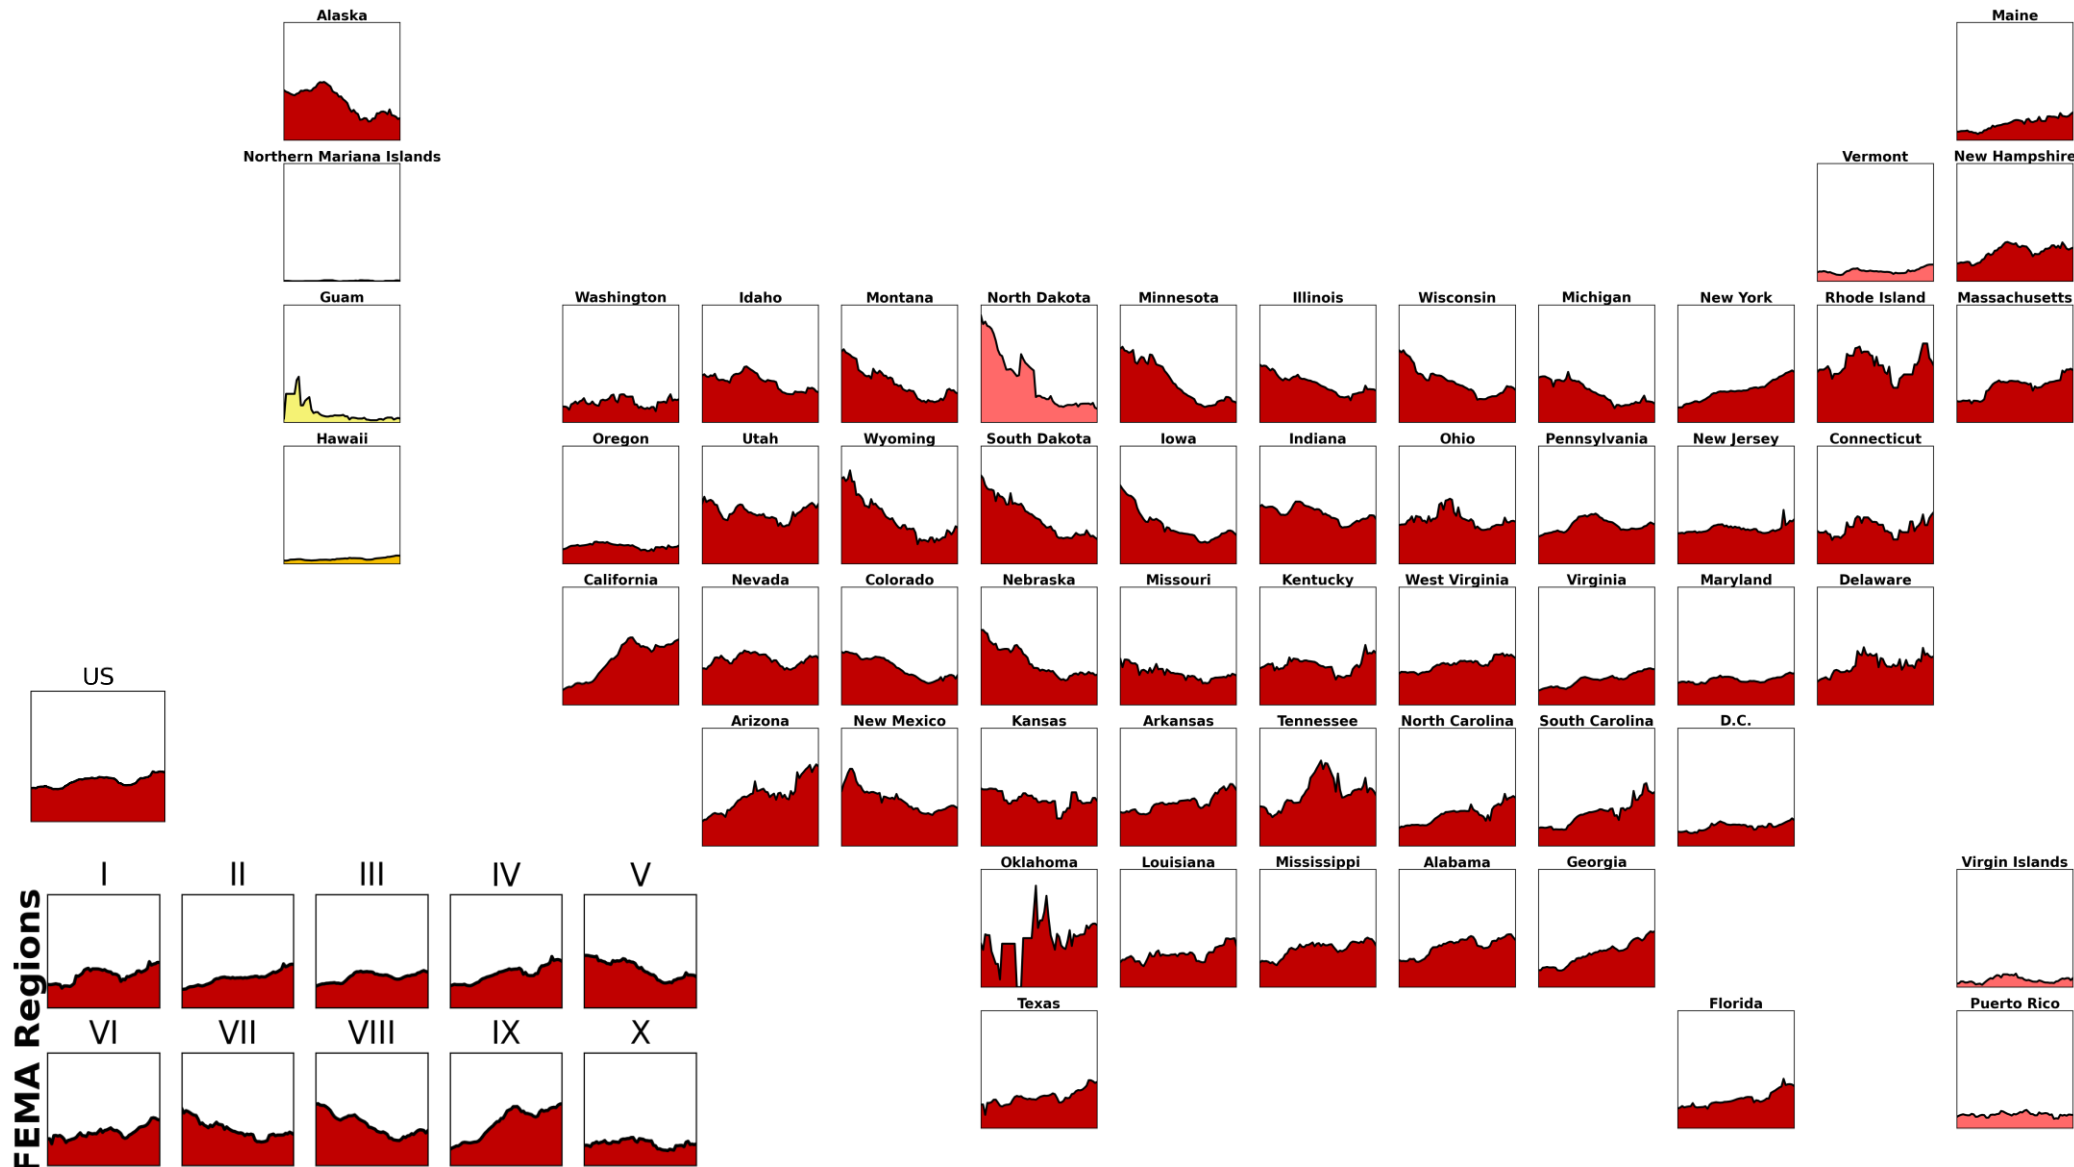 Alaska
Maine
Northern Mariana Islands
Vermont
New Hampshire
Guam
Washington
Idaho
Montana
North Dakota
Minnesota
Illinois
Wisconsin
Michigan
New York
Rhode Island
Massachusetts
Hawaii
Oregon
Utah
Wyoming
South Dakota
Iowa
Indiana
Ohio
Pennsylvania
New Jersey
Connecticut
California
Nevada
Colorado
Nebraska
Missouri
Kentucky
West Virginia
Virginia
Maryland
Delaware
US
Arizona
New Mexico
Kansas
Arkansas
Tennessee
North Carolina
South Carolina
D.C.
Oklahoma
Louisiana
Mississippi
Alabama
Georgia
Virgin Islands
Texas
Florida
Puerto Rico
FEMA Regions
I
II
III
IV
V
VI
VII
VIII
IX
X